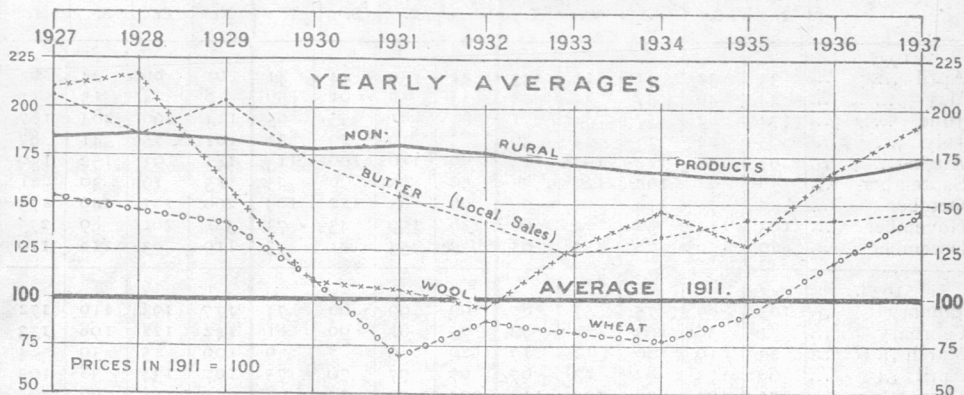 1927 1928 1929 1930 1931 1932 1933 1934 1935 1936 1937
225 225
YEARLY AVERAGES
200 200
NON- RURAL PRODUCTS
175 175
BUTTER (Local Sales)
150 150
125 125
WOOL AVERAGE 1911.
100 100
WHEAT
75 75
PRICES IN 1911 = 100
50 50